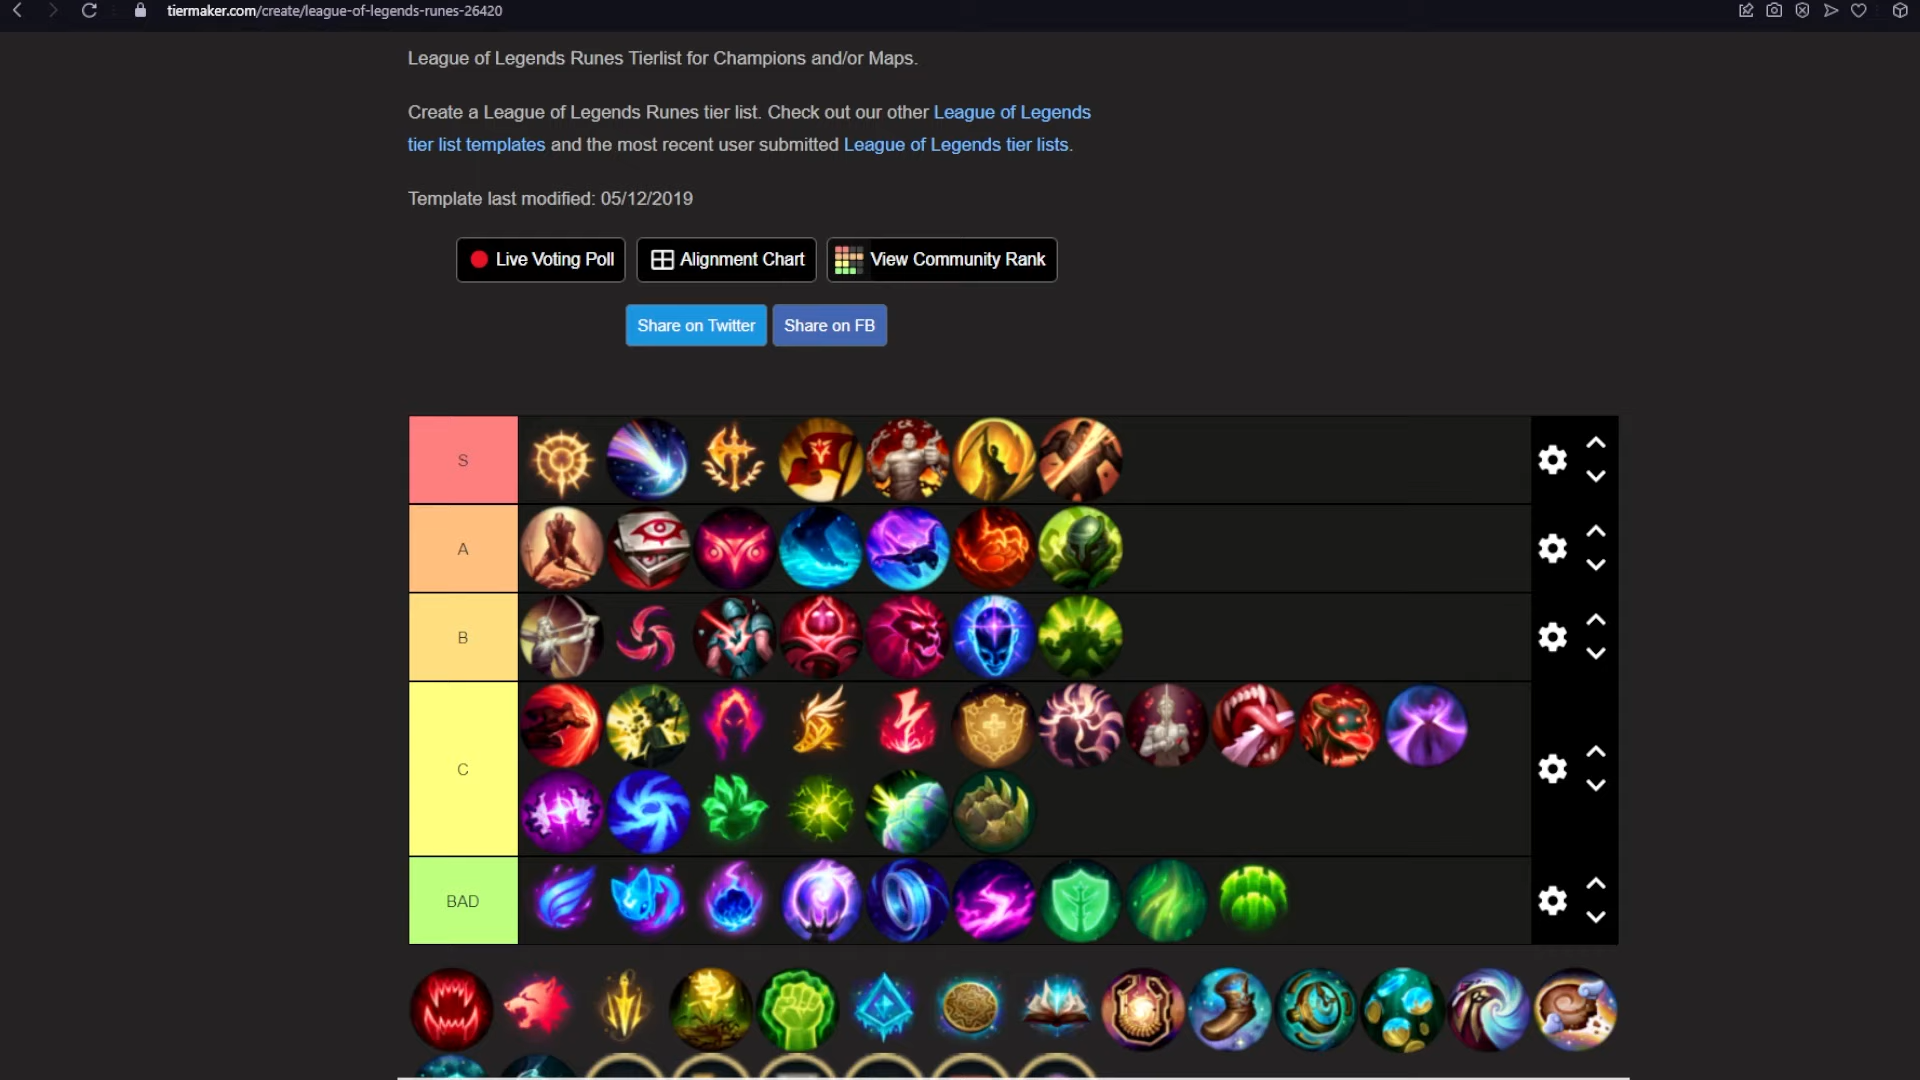 tiermaker.com/create/league-of-legends-runes-26420
League of Legends Runes Tierlist for Champions and/or Maps.
Create a League of Legends Runes tier list. Check out our other League of Legends
tier list templates and the most recent user submitted League of Legends tier lists.
Template last modified: 05/12/2019
Live Voting Poll
Alignment Chart
View Community Rank
Share on Twitter
Share on FB
S
A
B
C
BAD